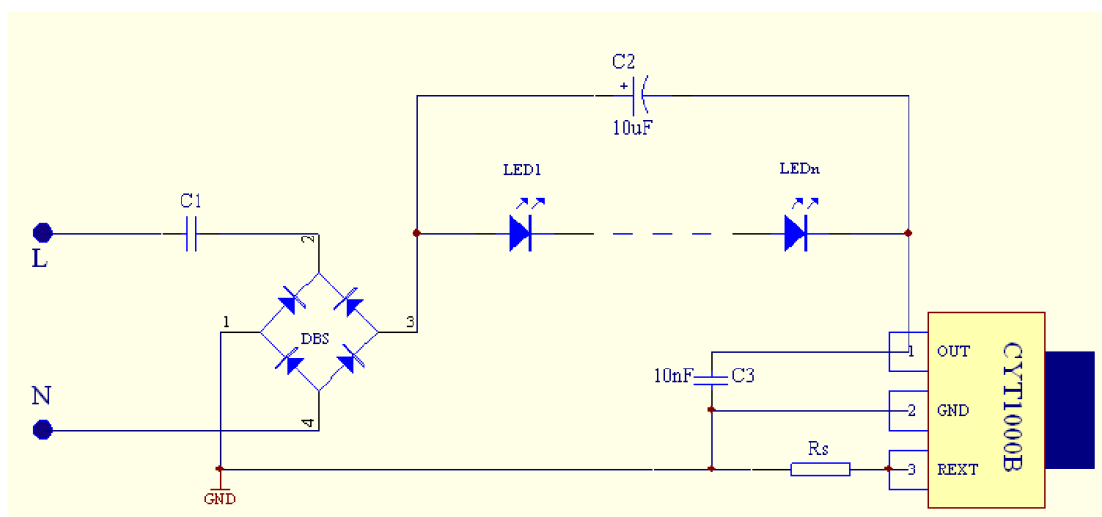 C2
+
10uF
LED1
LEDn
C1
L
2
1
DBS
3
N
4
10nF
C3
1
OUT
2
GND
Rs
3
REXT
CYT1000B
GND